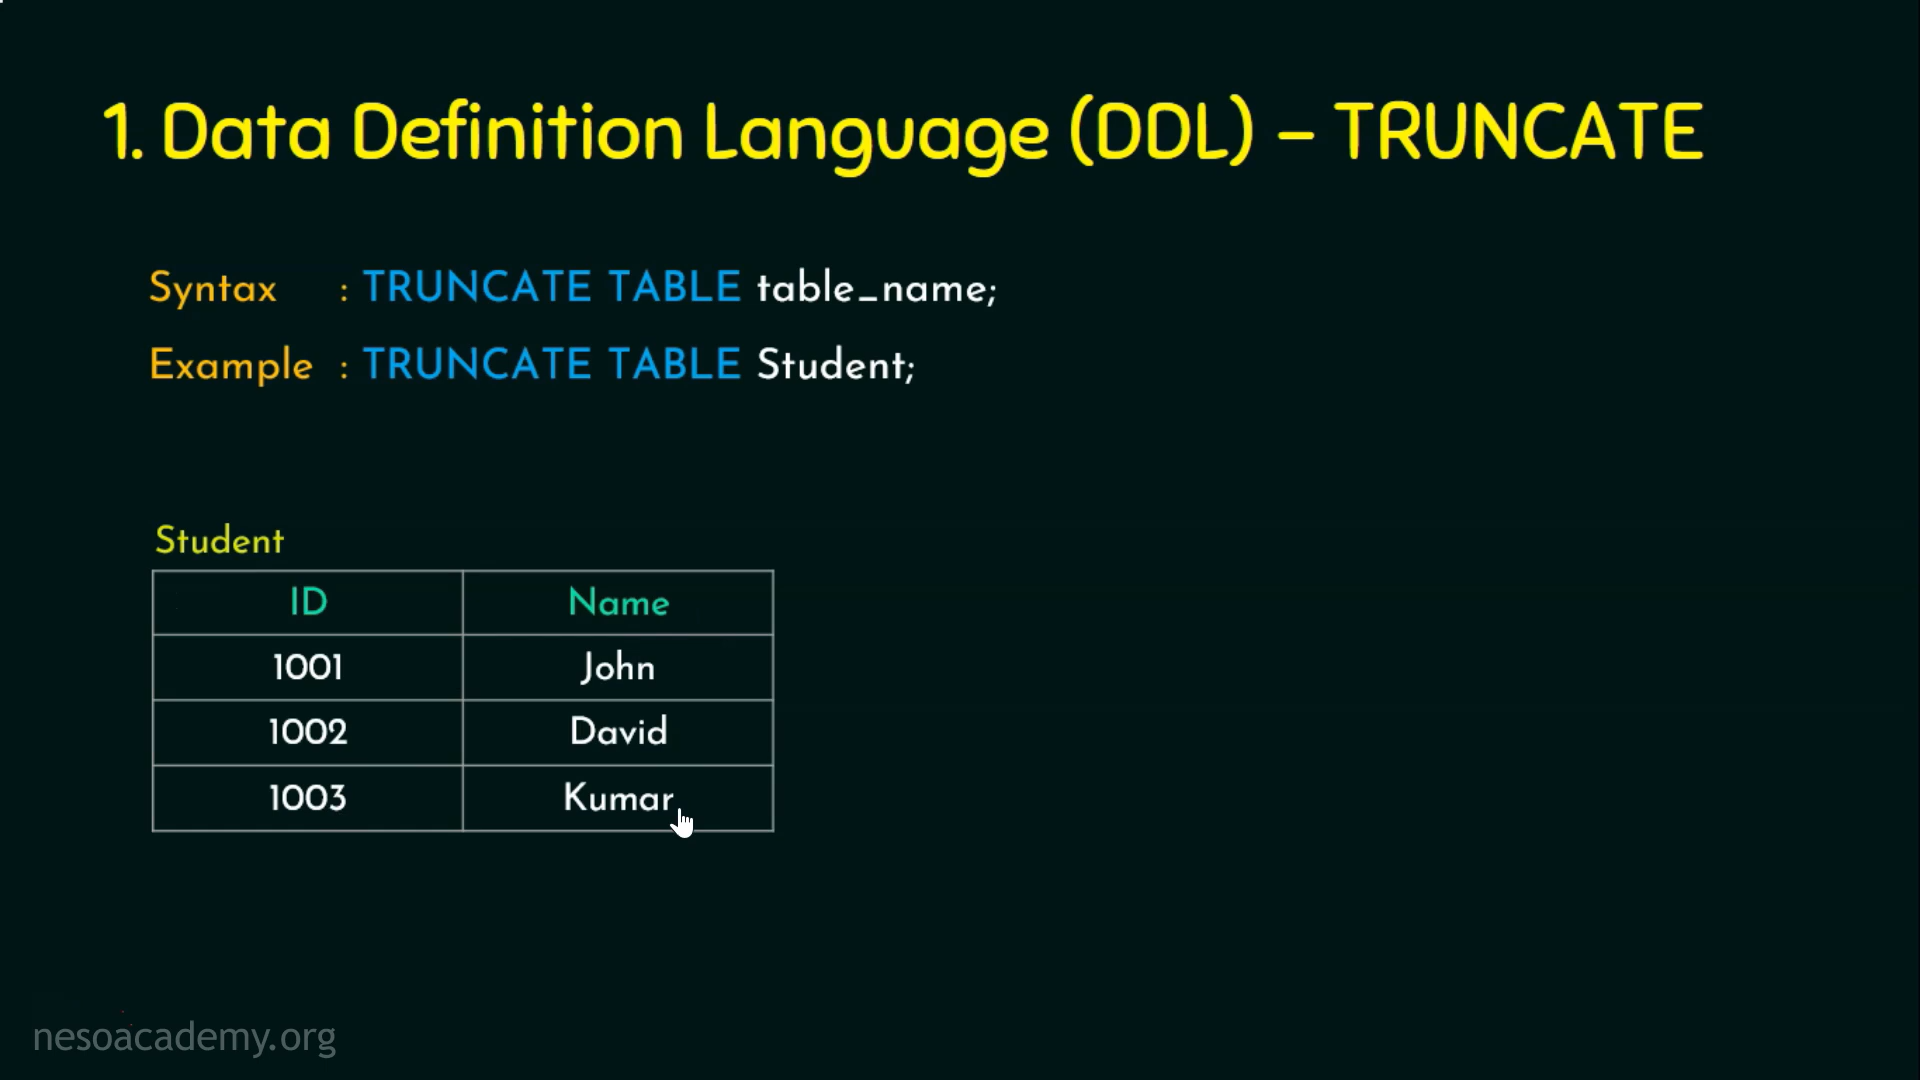 1. Data Definition Language (DDL) – TRUNCATE
Syntax : TRUNCATE TABLE table_name;
Example : TRUNCATE TABLE Student;
Student
ID Name
1001 John
1002 David
1003 Kumar
nesoacademy.org